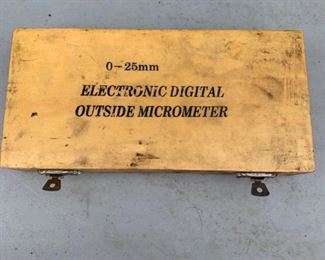 0-25mm
ELECTRONIC DIGITAL
OUTSIDE MICROMETER